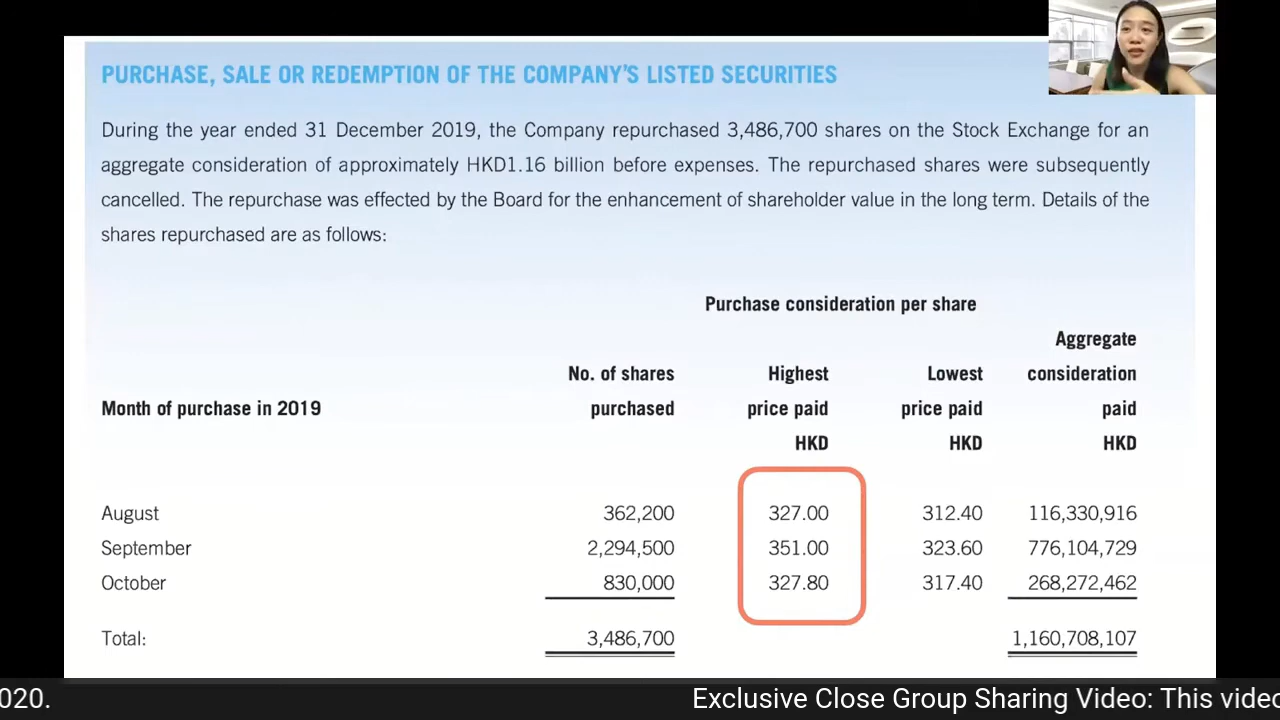 PURCHASE, SALE OR REDEMPTION OF THE COMPANY'S LISTED SECURITIES
During the year ended 31 December 2019, the Company repurchased 3,486,700 shares on the Stock Exchange for an
aggregate consideration of approximately HKD1.16 billion before expenses. The repurchased shares were subsequently
cancelled. The repurchase was effected by the Board for the enhancement of shareholder value in the long term. Details of the
shares repurchased are as follows:
Purchase consideration per share
Aggregate
No. of shares Highest Lowest consideration
Month of purchase in 2019 purchased price paid price paid paid
HKD HKD HKD
August 362,200 327.00 312.40 116,330,916
September 2,294,500 351.00 323.60 776,104,729
October 830,000 327.80 317.40 268,272,462
Total: 3,486,700 1,160,708,107
020. Exclusive Close Group Sharing Video: This video